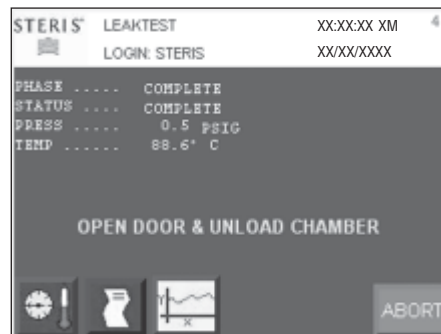 STERIS LEAKTEST XX:XX:XX XM 4
LOGIN: STERIS XX/XX/XXXX
PHASE ..... COMPLETE
STATUS .... COMPLETE
PRESS ..... 0.5 PSIG
TEMP ...... 88.6° C
OPEN DOOR & UNLOAD CHAMBER
Y
X
ABORT